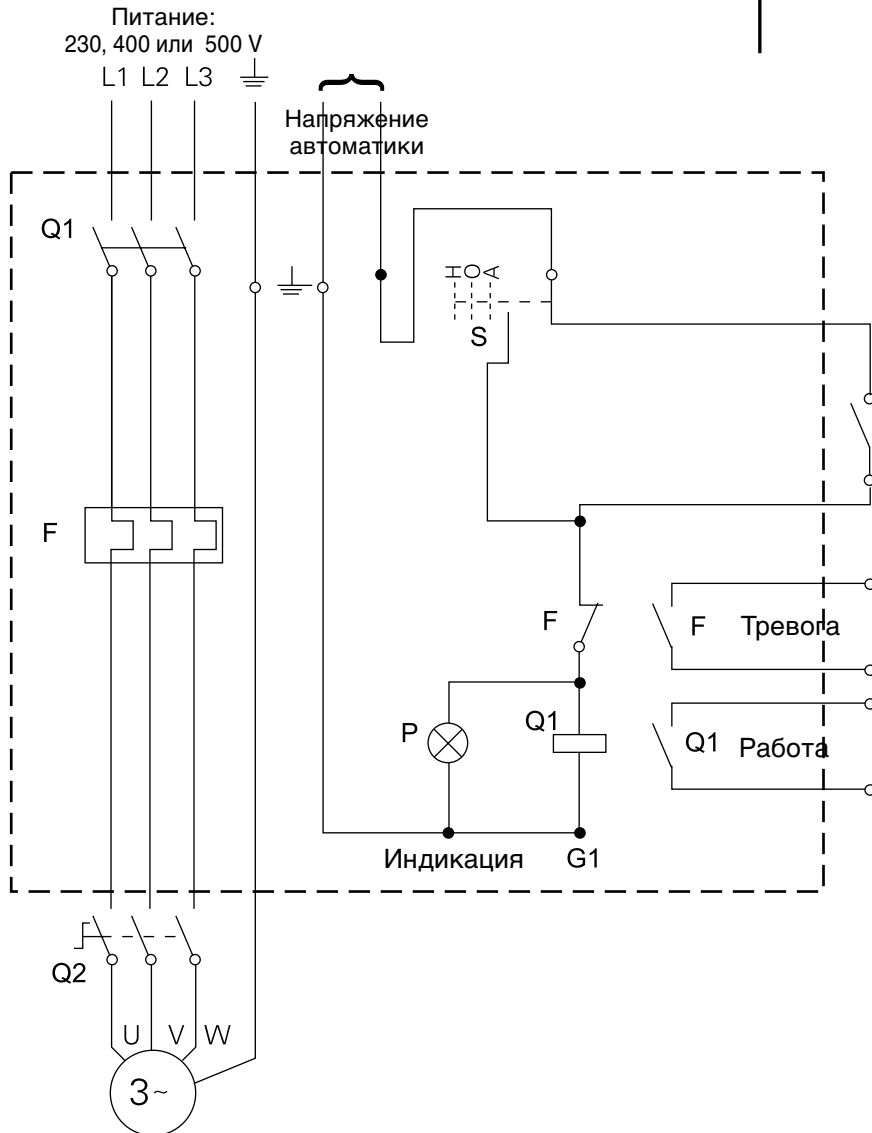 Питание:
230, 400 или 500 V
L1 L2 L3
Напряжение
автоматики
Q1
H O A
S
F
F
F Тревога
P
Q1
Q1 Работа
Индикация G1
Q2
U V W
3~